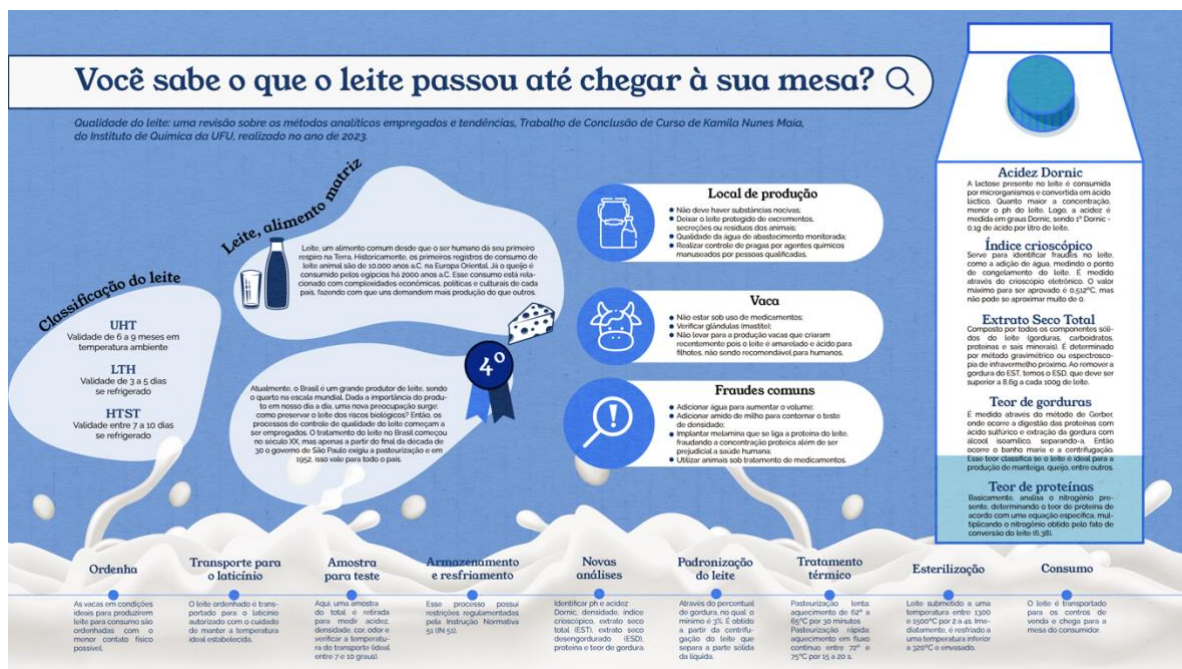 Você sabe o que o leite passou até chegar à sua mesa?
Qualidade do leite: uma revisão sobre os métodos analíticos empregados e tendências, Trabalho de Conclusão de Curso de Kamila Nunes Maia,
do Instituto de Química da UFU, realizado no ano de 2023.
Classificação do leite
UHT
Validade de 6 a 9 meses em
temperatura ambiente
LTH
Validade de 3 a 5 dias
se refrigerado
HTST
Validade entre 7 a 10 dias
se refrigerado
Leite, alimento matriz
Leite, um alimento comum desde que o ser humano dá seu primeiro
respiro na Terra. Historicamente, os primeiros registros de consumo de
leite animal são de 10.000 anos a.C, na Europa Oriental. Já o queijo é
consumido pelos egípcios há 2000 anos a.C. Esse consumo está rela-
cionado com complexidades econômicas, políticas e culturais de cada
país, fazendo com que uns demandem mais produção do que outros.
4º
Atualmente, o Brasil é um grande produtor de leite, sendo
o quarto na escala mundial. Dada a importância do produ-
to em nosso dia a dia, uma nova preocupação surge:
como preservar o leite dos riscos biológicos? Então, os
processos de controle de qualidade do leite começam a
ser empregados. O tratamento do leite no Brasil começou
no século XX, mas apenas a partir do final da década de
30 o governo de São Paulo exigiu a pasteurização e em
1952, isso vale para todo o país.
Local de produção
Não deve haver substâncias nocivas;
Deixar o leite protegido de excrementos,
secreções ou resíduos dos animais;
Qualidade da água de abastecimento monitorada;
Realizar controle de pragas por agentes químicos
manuseados por pessoas qualificadas.
Vaca
Não estar sob uso de medicamentos;
Verificar glândulas (mastite);
Não levar para a produção vacas que criaram
recentemente pois o leite é amarelado e ácido para
filhotes, não sendo recomendável para humanos.
Fraudes comuns
Adicionar água para aumentar o volume;
Adicionar amido de milho para contornar o teste
de densidade;
Implantar melamina que se liga a proteína do leite,
fraudando a concentração proteica além de ser
prejudicial a saúde humana;
Utilizar animais sob tratamento de medicamentos.
Acidez Dornic
A lactose presente no leite é consumida
por microrganismos e convertida em ácido
láctico. Quanto maior a concentração,
menor o ph do leite. Logo, a acidez é
medida em graus Dornic, sendo 1º Dornic -
0,1g de ácido por litro de leite.
Índice crioscópico
Serve para identificar fraudes no leite,
como a adição de água, medindo o ponto
de congelamento do leite. É medido
através do crioscópio eletrônico. O valor
máximo para ser aprovado é 0,512ºC, mas
não pode se aproximar muito de 0.
Extrato Seco Total
Composto por todos os componentes sóli-
dos do leite (gorduras, carboidratos,
proteínas e sais minerais). É determinado
por método gravimétrico ou espectrosco-
pia de infravermelho próximo. Ao remover a
gordura do EST, temos o ESD, que deve ser
superior a 8,6g a cada 100g de leite.
Teor de gorduras
É medido através do método de Gerber,
onde ocorre a digestão das proteínas com
ácido sulfúrico e extração da gordura com
álcool isoamílico, separando-a. Então
ocorre o banho maria e a centrifugação.
Esse teor classifica se o leite é ideal para a
produção de manteiga, queijo, entre outros.
Teor de proteínas
Basicamente, analisa o nitrogênio pre-
sente, determinando o teor de proteína de
acordo com uma equação específica, mul-
tiplicando o nitrogênio obtido pelo fato de
conversão do leite (6,38).
Ordenha
As vacas em condições
ideais para produzirem
leite para consumo são
ordenhadas com o
menor contato físico
possível.
Transporte para
o laticínio
O leite ordenhado é trans-
portado para o laticínio
autorizado com o cuidado
de manter a temperatura
ideal estabelecida.
Amostra
para teste
Aqui, uma amostra
do total é retirada
para medir acidez,
densidade, cor, odor e
verificar a temperatu-
ra do transporte (ideal
entre 7 e 10 graus).
Armazenamento
e resfriamento
Esse processo possui
restrições regulamentadas
pela Instrução Normativa
51 (IN 51).
Novas
análises
Identificar ph e acidez
Dornic, densidade, índice
crioscópico, extrato seco
total (EST), extrato seco
desengordurado (ESD),
proteína e teor de gordura.
Padronização
do leite
Através do percentual
de gordura, no qual o
mínimo é 3%. É obtido
a partir da centrifu-
gação do leite que
separa a parte sólida
da líquida.
Tratamento
térmico
Pasteurização lenta:
aquecimento de 62º a
65ºC por 30 minutos
Pasteurização rápida:
aquecimento em fluxo
contínuo entre 72º e
75ºC por 15 a 20 s.
Esterilização
Leite submetido a uma
temperatura entre 1300
e 1500ºC por 2 a 4s. Ime-
diatamente, é resfriado a
uma temperatura inferior
a 320ºC e envasado.
Consumo
O leite é transportado
para os centros de
venda e chega para a
mesa do consumidor.